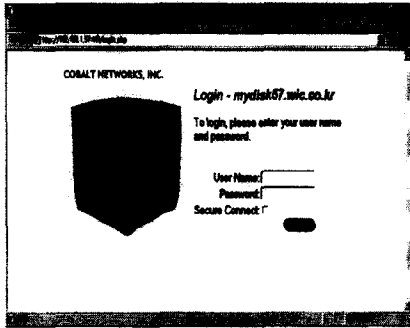 COBALT NETWORKS, INC.
Login - mydisk57.wic.co.kr
To login, please enter your user name
and password.
User Name:
Password:
Secure Connect: